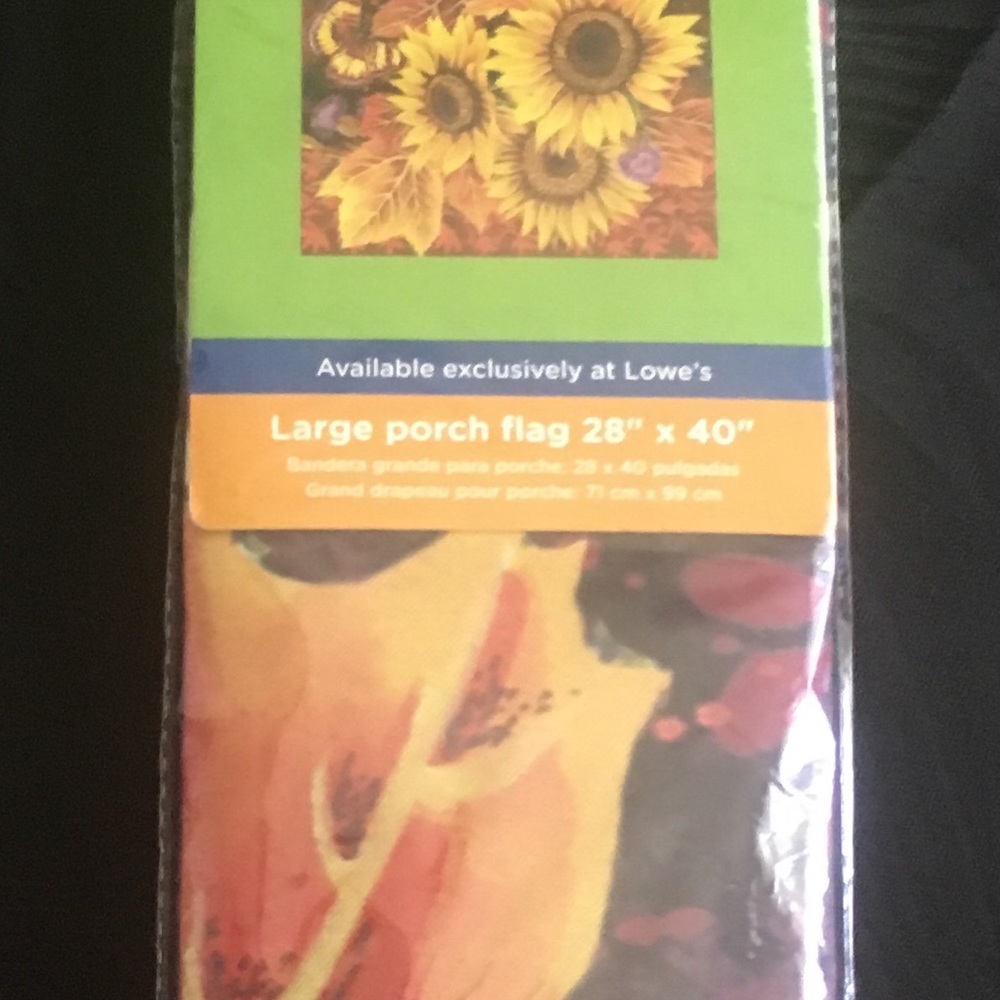 Available exclusively at Lowe's
Large porch flag 28" x 40"
Bandera grande para porche: 28 x 40 pulgadas
Grand drapeau pour porche: 71 cm x 99 cm